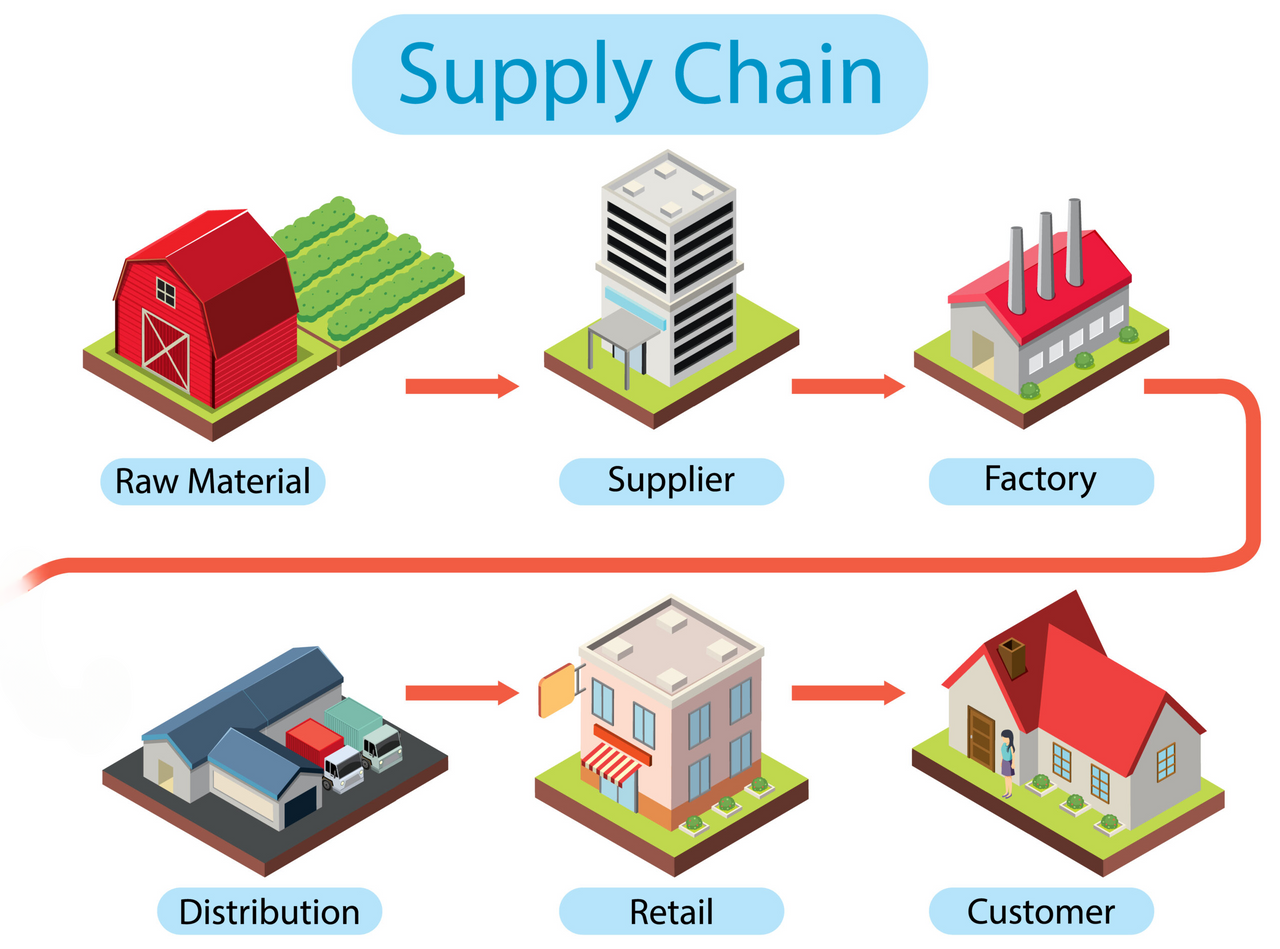 Supply Chain
Raw Material
Supplier
Factory
Distribution
Retail
Customer